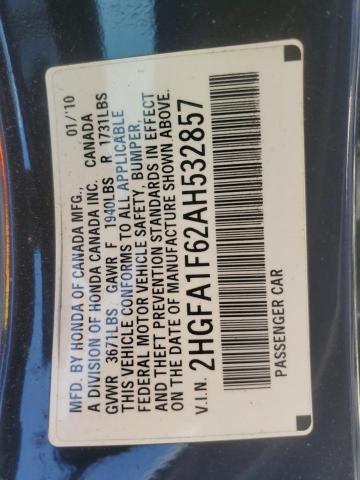 MFD. BY HONDA OF CANADA MFG., 01/'10
A DIVISION OF HONDA CANADA INC. CANADA
GVWR 3671LBS GAWR F 1940LBS R 1731LBS
THIS VEHICLE CONFORMS TO ALL APPLICABLE
FEDERAL MOTOR VEHICLE SAFETY, BUMPER,
AND THEFT PREVENTION STANDARDS IN EFFECT
ON THE DATE OF MANUFACTURE SHOWN ABOVE.
V.I.N. 2HGFA1F62AH532857
PASSENGER CAR